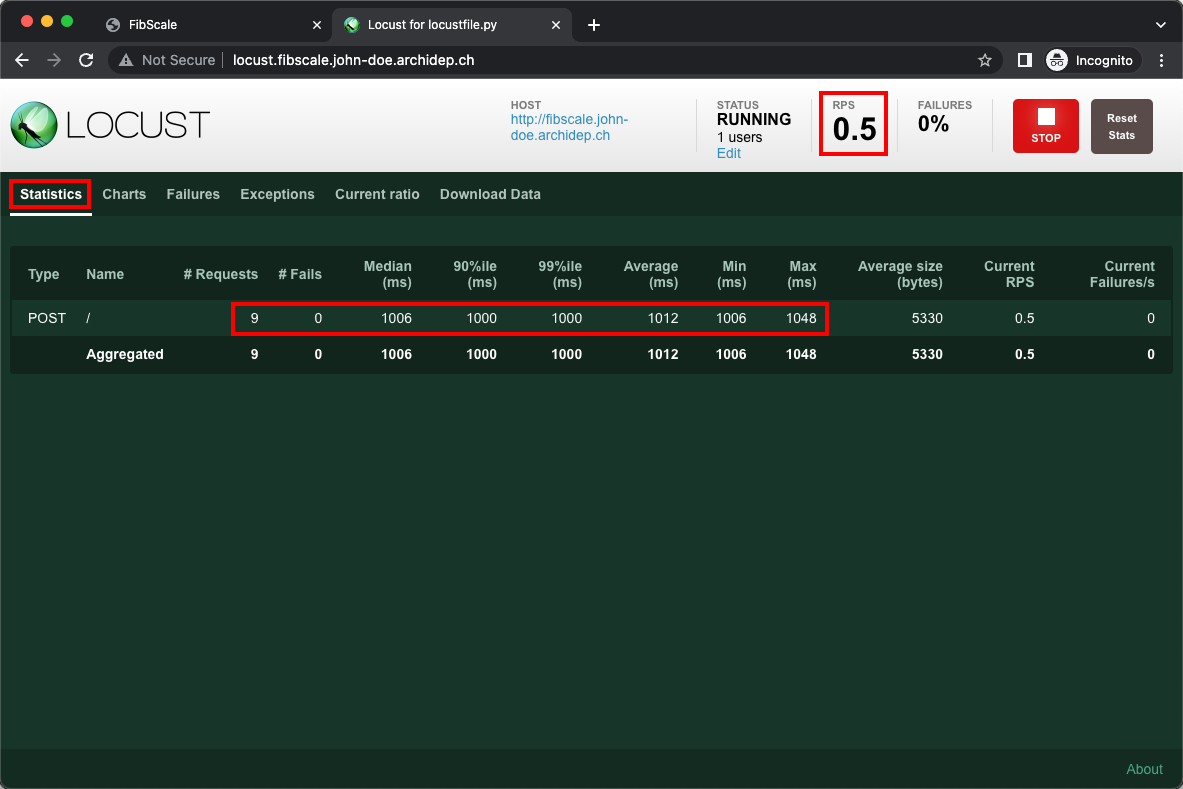 FibScale
Locust for locustfile.py
Not Secure
locust.fibscale.john-doe.archidep.ch
Incognito
LOCUST
HOST
http://fibscale.john-
doe.archidep.ch
STATUS
RUNNING
1 users
Edit
RPS
0.5
FAILURES
0%
STOP
Reset
Stats
Statistics Charts Failures Exceptions Current ratio Download Data
Type Name # Requests # Fails Median (ms) 90%ile (ms) 99%ile (ms) Average (ms) Min (ms) Max (ms) Average size (bytes) Current RPS Current Failures/s
POST / 9 0 1006 1000 1000 1012 1006 1048 5330 0.5 0
Aggregated 9 0 1006 1000 1000 1012 1006 1048 5330 0.5 0
About